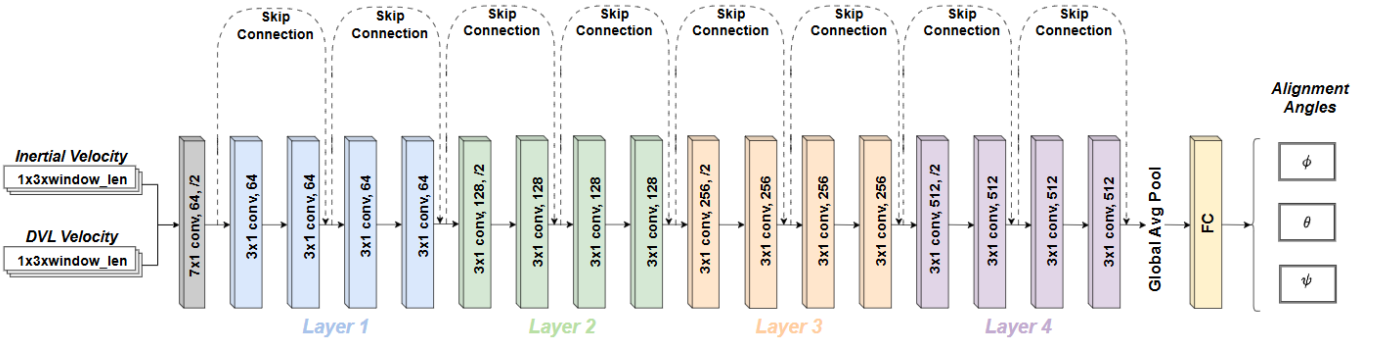 Skip
Connection
Skip
Connection
Skip
Connection
Skip
Connection
Skip
Connection
Skip
Connection
Skip
Connection
Skip
Connection
Inertial Velocity
1x3xwindow_len
DVL Velocity
1x3xwindow_len
7x1 conv, 64, /2
3x1 conv, 64
3x1 conv, 64
3x1 conv, 64
3x1 conv, 64
3x1 conv, 128, /2
3x1 conv, 128
3x1 conv, 128
3x1 conv, 128
3x1 conv, 256, /2
3x1 conv, 256
3x1 conv, 256
3x1 conv, 256
3x1 conv, 512, /2
3x1 conv, 512
3x1 conv, 512
3x1 conv, 512
Global Avg Pool
FC
Alignment
Angles
ϕ
θ
ψ
Layer 1
Layer 2
Layer 3
Layer 4